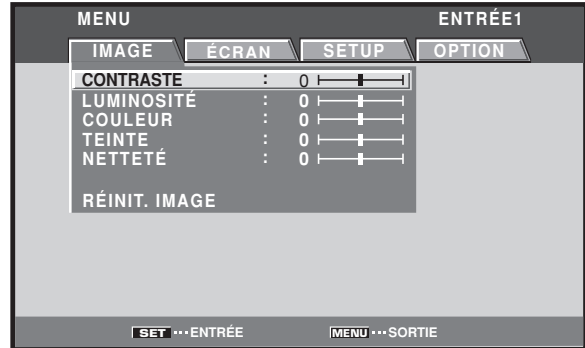 MENU ENTRÉE1
IMAGE ÉCRAN SETUP OPTION
CONTRASTE : 0
LUMINOSITÉ : 0
COULEUR : 0
TEINTE : 0
NETTETÉ : 0
RÉINIT. IMAGE
SET ··· ENTRÉE MENU ··· SORTIE